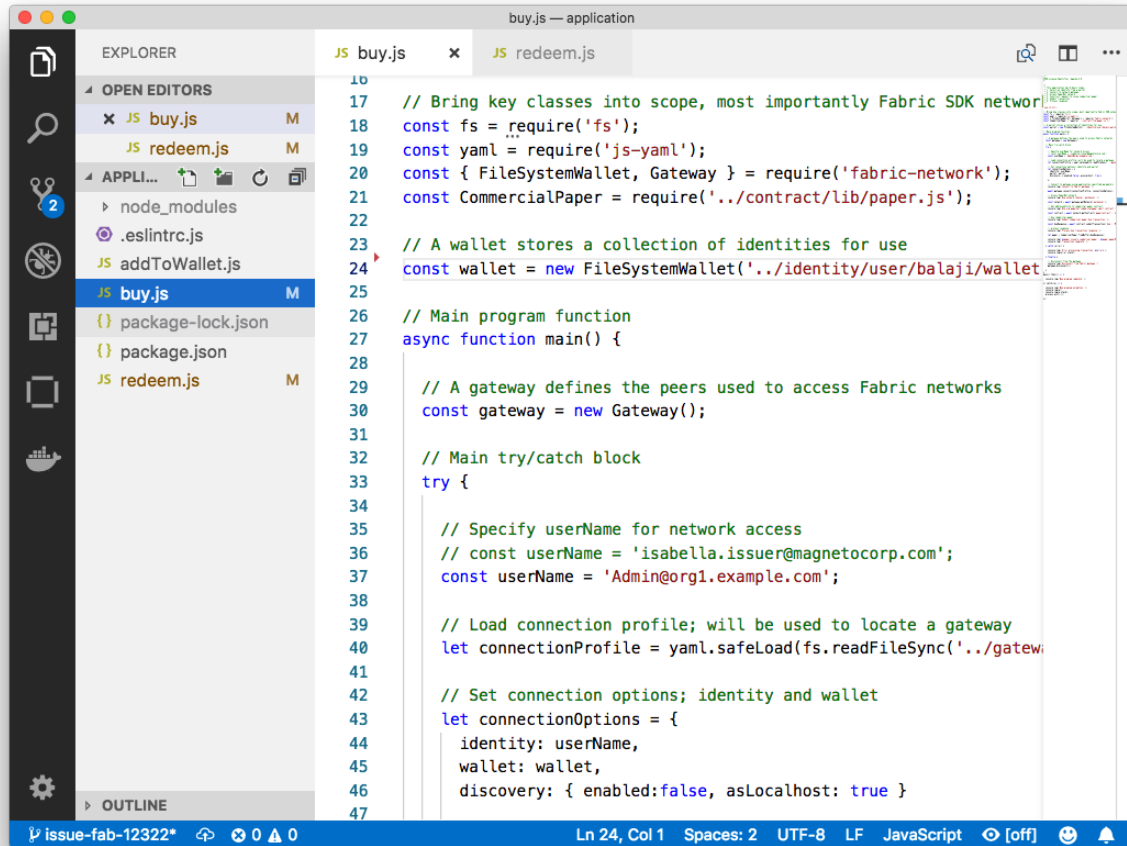 buy.js — application
EXPLORER
JS buy.js ×
JS redeem.js
OPEN EDITORS
× JS buy.js M
JS redeem.js M
APPLI...
node_modules
.eslintrc.js
JS addToWallet.js
JS buy.js M
{} package-lock.json
{} package.json
JS redeem.js M
2
OUTLINE
16
17 // Bring key classes into scope, most importantly Fabric SDK networ
18 const fs = require('fs');
19 const yaml = require('js-yaml');
20 const { FileSystemWallet, Gateway } = require('fabric-network');
21 const CommercialPaper = require('../contract/lib/paper.js');
22
23 // A wallet stores a collection of identities for use
24 const wallet = new FileSystemWallet('../identity/user/balaji/wallet
25
26 // Main program function
27 async function main() {
28
29 // A gateway defines the peers used to access Fabric networks
30 const gateway = new Gateway();
31
32 // Main try/catch block
33 try {
34
35 // Specify userName for network access
36 // const userName = 'isabella.issuer@magnetocorp.com';
37 const userName = 'Admin@org1.example.com';
38
39 // Load connection profile; will be used to locate a gateway
40 let connectionProfile = yaml.safeLoad(fs.readFileSync('../gatewa
41
42 // Set connection options; identity and wallet
43 let connectionOptions = {
44 identity: userName,
45 wallet: wallet,
46 discovery: { enabled:false, asLocalhost: true }
47
issue-fab-12322* 0 0 Ln 24, Col 1 Spaces: 2 UTF-8 LF JavaScript [off]